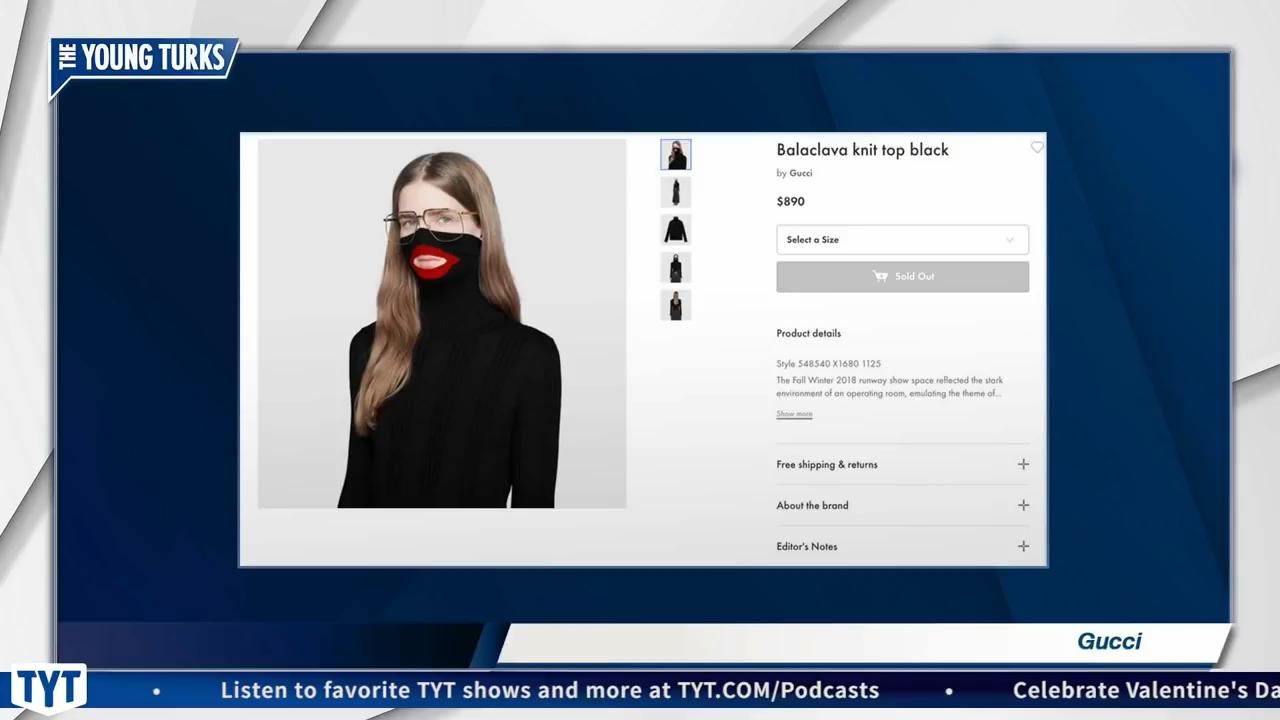 THE YOUNG TURKS
Balaclava knit top black
by Gucci
$890
Select a Size
Sold Out
Product details
Style 548540 X1680 1125
The Fall Winter 2018 runway show space reflected the stark
environment of an operating room, emulating the theme of...
Show more
Free shipping & returns
About the brand
Editor's Notes
Gucci
TYT
• Listen to favorite TYT shows and more at TYT.COM/Podcasts • Celebrate Valentine's Da